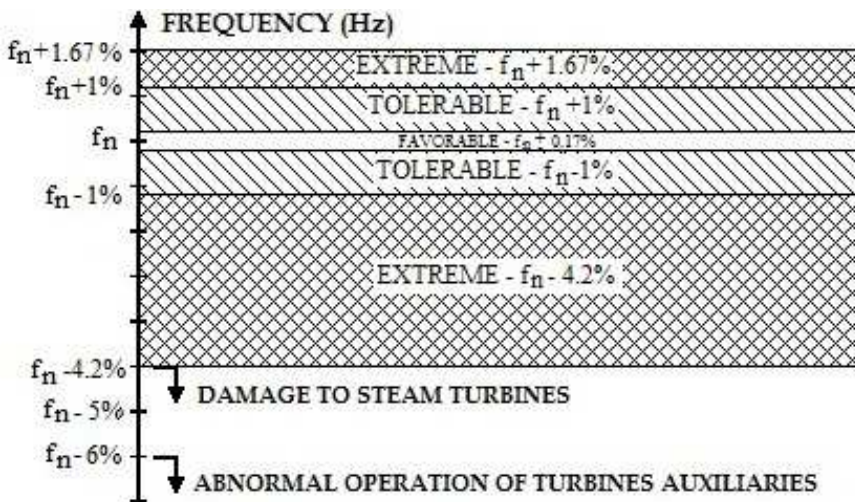 FREQUENCY (Hz)
fn+1.67%
EXTREME - fn+1.67%
fn+1%
TOLERABLE - fn+1%
fn
FAVORABLE - fn ± 0,17%
TOLERABLE - fn-1%
fn-1%
EXTREME - fn-4.2%
fn-4.2%
DAMAGE TO STEAM TURBINES
fn-5%
fn-6%
ABNORMAL OPERATION OF TURBINES AUXILIARIES